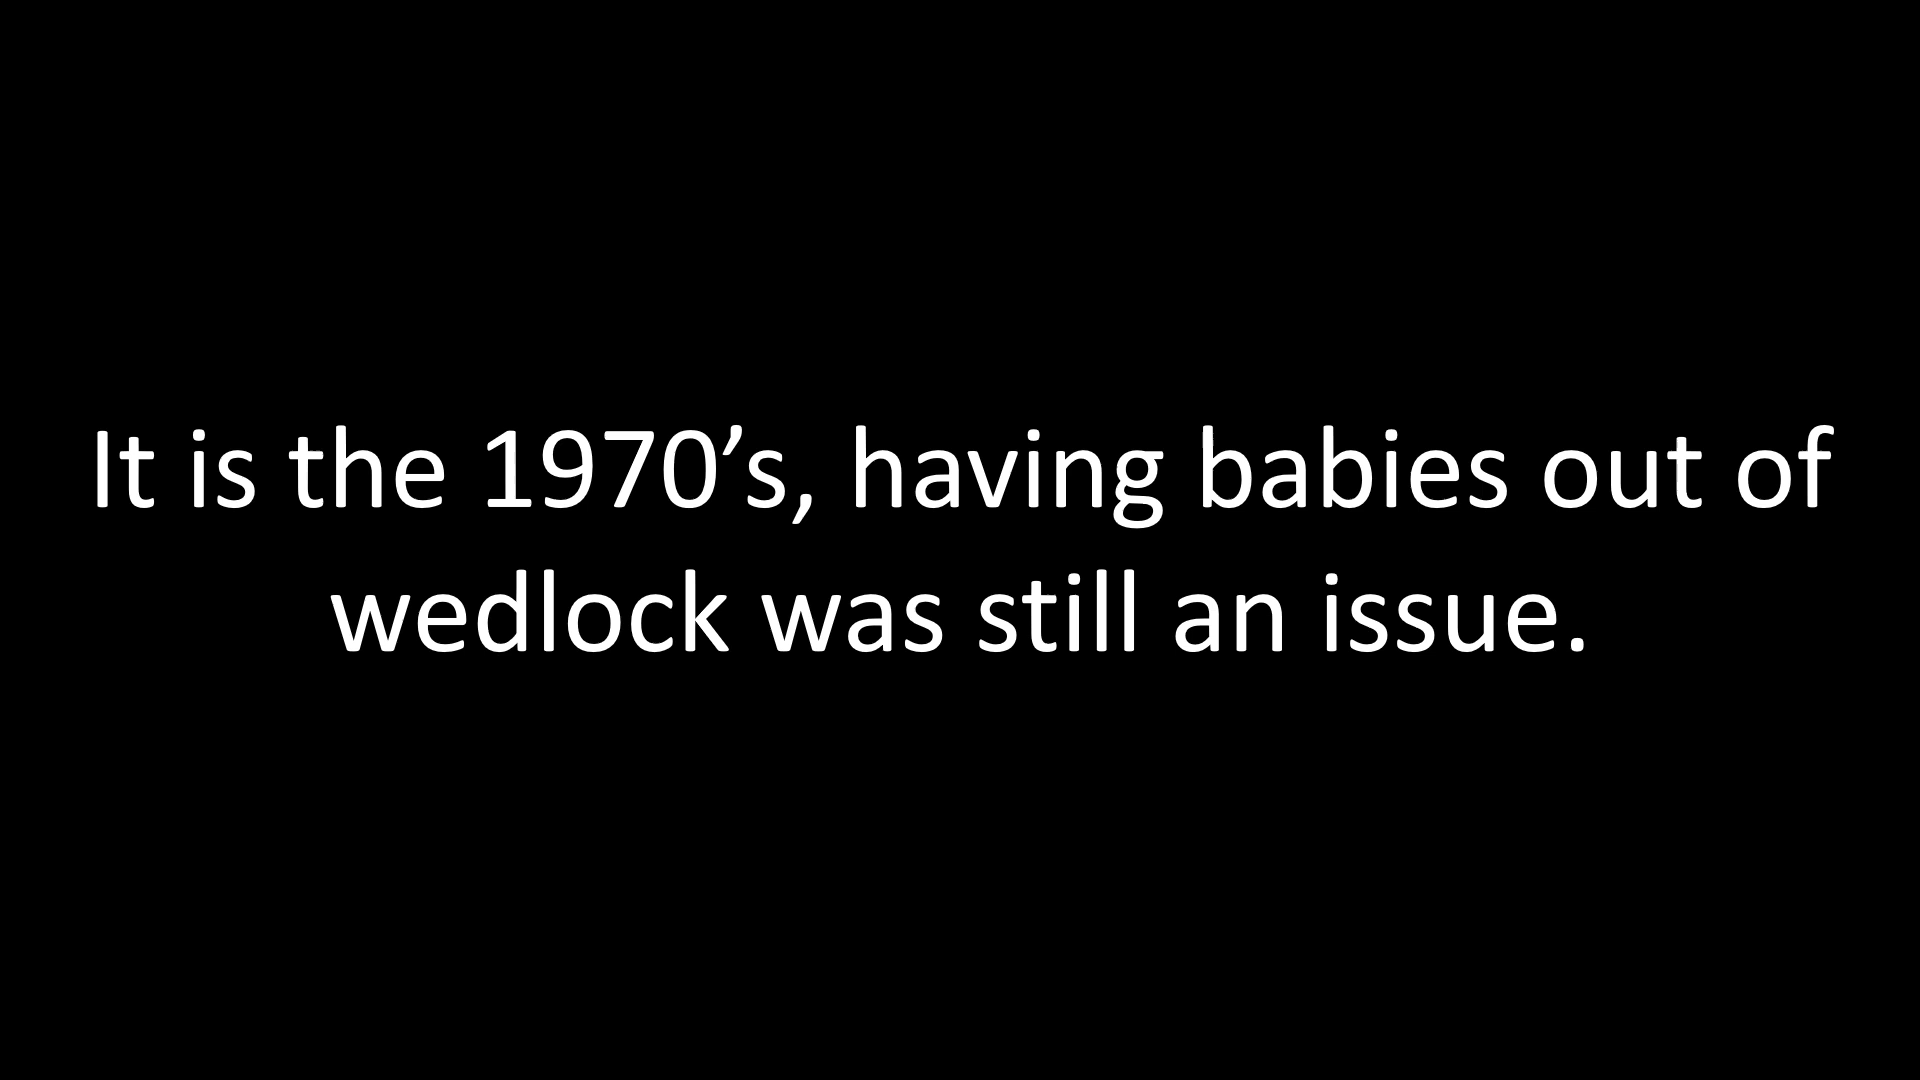 It is the 1970’s, having babies out of
wedlock was still an issue.